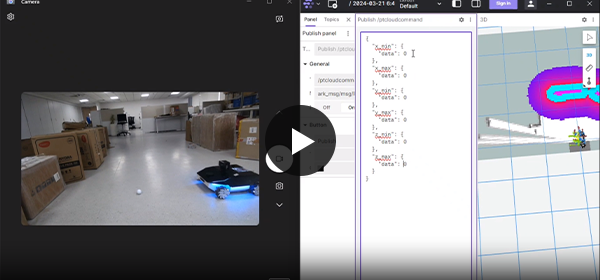 Camera
/ 2024-03-21 6:4
Default
Sign in
Panel Topics
Publish /ptcloudcommand
3D
Publish panel
Publish /ptcloud
General
/ptcloudcomm
ark_msg/msg/
Off
{
"x_min": {
"data": 0
},
"x_max": {
"data": 0
},
"y_min": {
"data": 0
},
"y_max": {
"data": 0
},
"z_min": {
"data": 0
},
"z_max": {
"data": 0
}
}